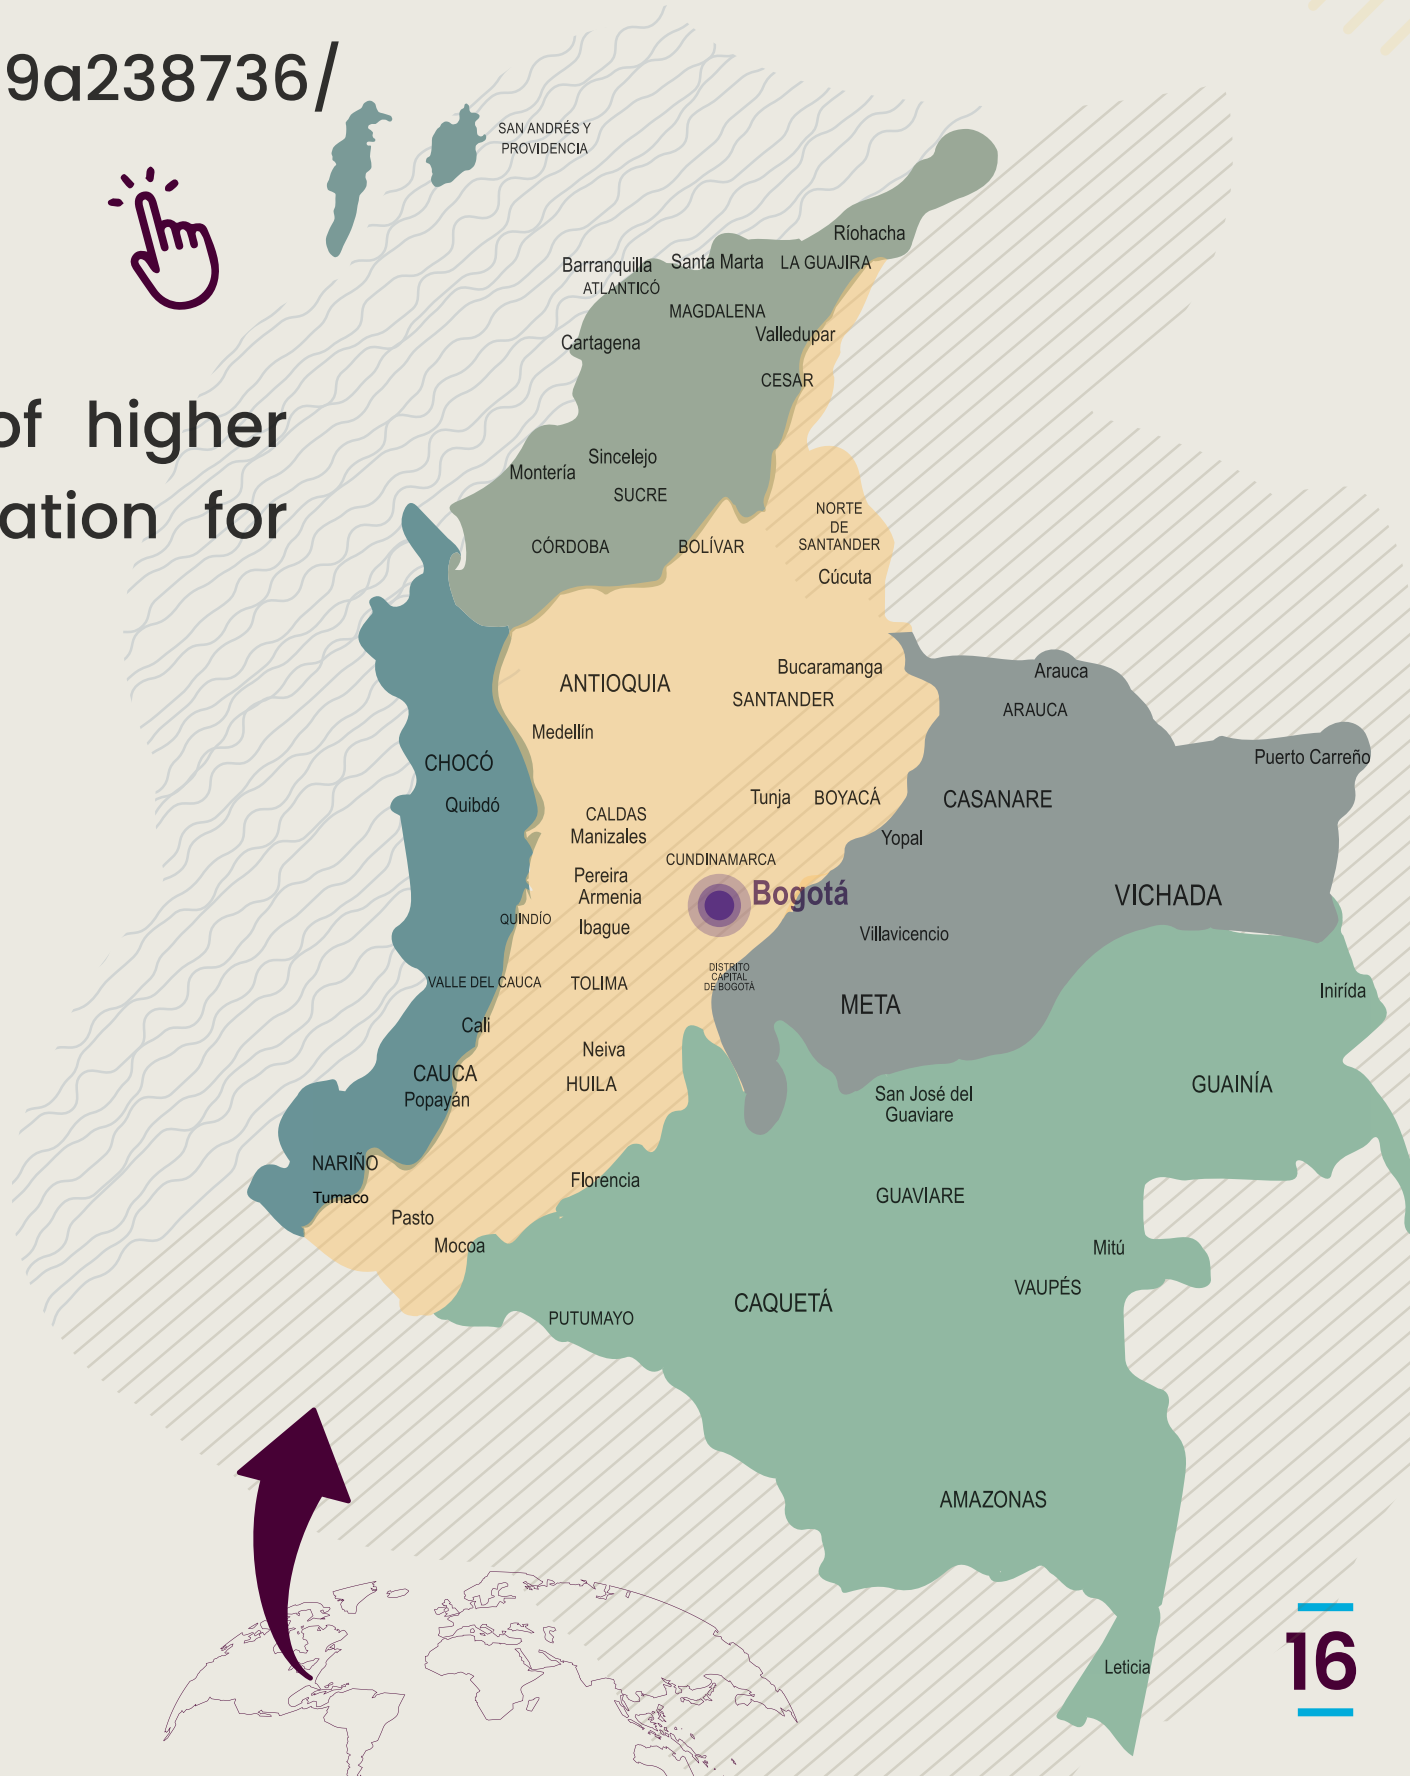 9a238736/
SAN ANDRÉS Y
PROVIDENCIA
of higher
ation for
Ríohacha
Barranquilla
Santa Marta
LA GUAJIRA
ATLANTICÓ
MAGDALENA
Valledupar
Cartagena
CESAR
Sincelejo
Montería
SUCRE
NORTE
DE
SANTANDER
CÓRDOBA
BOLÍVAR
Cúcuta
Bucaramanga
Arauca
ANTIOQUIA
SANTANDER
ARAUCA
Medellín
CHOCÓ
Puerto Carreño
Quibdó
Tunja
BOYACÁ
CASANARE
CALDAS
Manizales
Yopal
CUNDINAMARCA
Pereira
Armenia
Bogotá
VICHADA
QUINDÍO
Ibague
Villavicencio
VALLE DEL CAUCA
TOLIMA
DISTRITO
CAPITAL
DE BOGOTÁ
META
Inirída
Cali
Neiva
CAUCA
HUILA
GUAINÍA
Popayán
San José del
Guaviare
NARIÑO
Florencia
GUAVIARE
Tumaco
Pasto
Mocoa
Mitú
VAUPÉS
CAQUETÁ
PUTUMAYO
AMAZONAS
Leticia
16